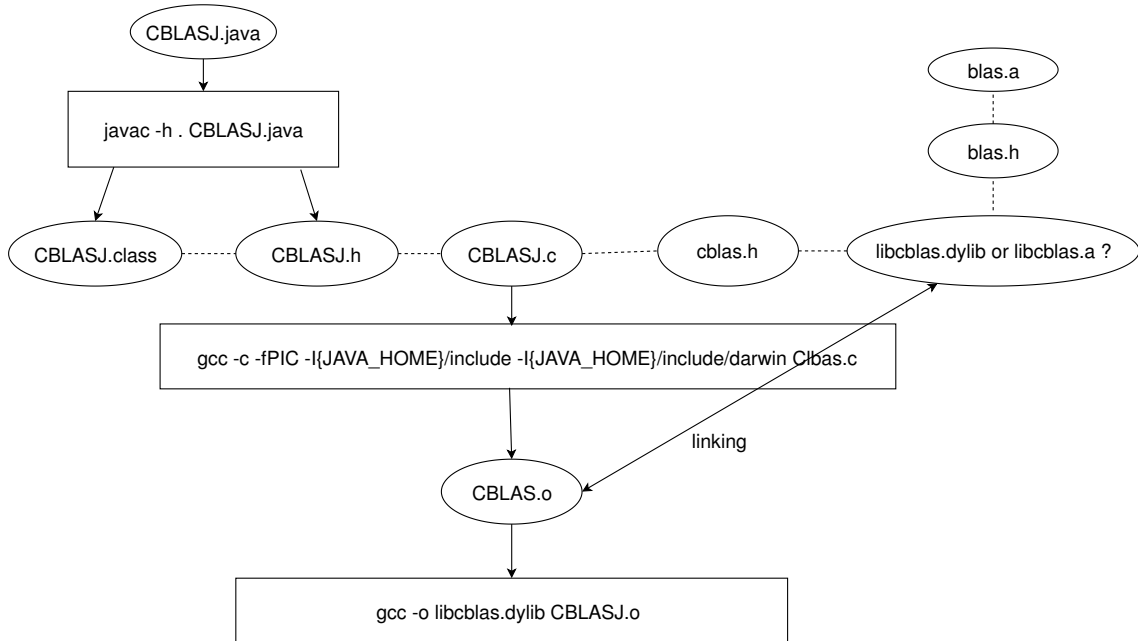 CBLASJ.java
blas.a
javac -h . CBLASJ.java
blas.h
CBLASJ.class
CBLASJ.h
CBLASJ.c
cblas.h
libcblas.dylib or libcblas.a ?
gcc -c -fPIC -I{JAVA_HOME}/include -I{JAVA_HOME}/include/darwin Clbas.c
linking
CBLAS.o
gcc -o libcblas.dylib CBLASJ.o